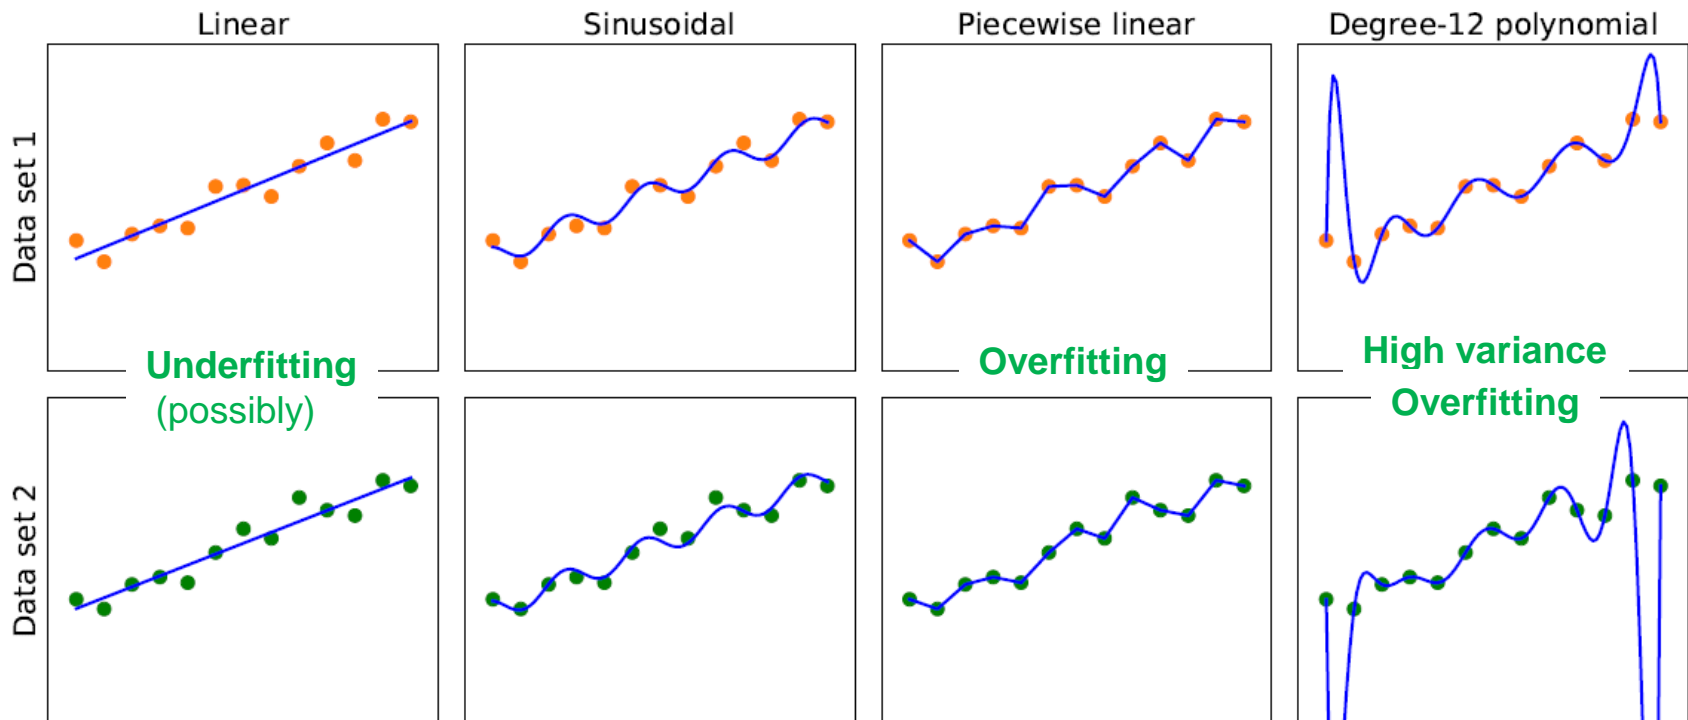 Linear
Sinusoidal
Piecewise linear
Degree-12 polynomial
Data set 1
Underfitting
(possibly)
Overfitting
High variance
Overfitting
Data set 2